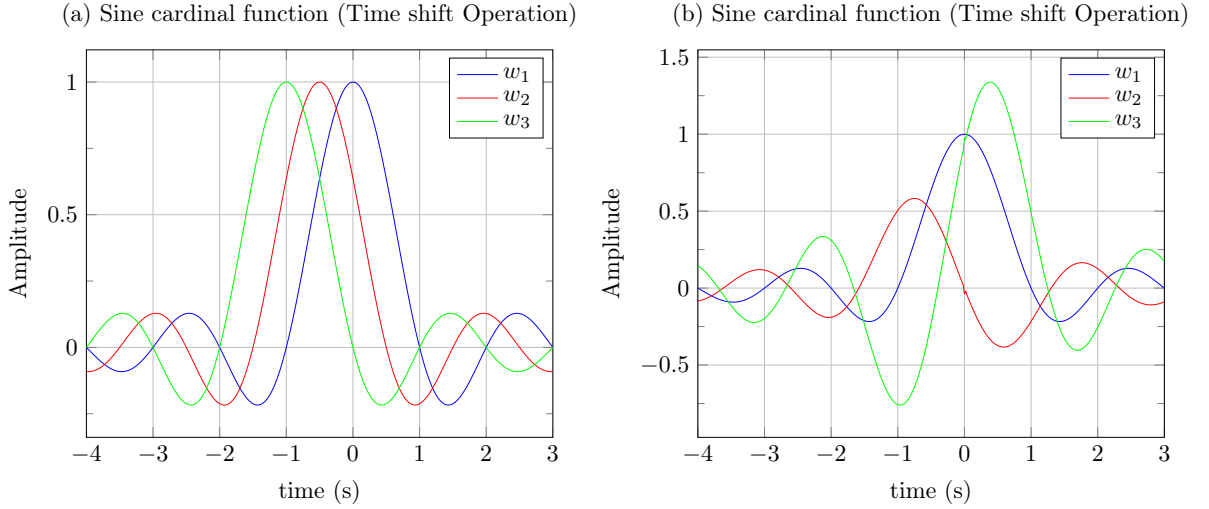 (a) Sine cardinal function (Time shift Operation)
1
0.5
0
Amplitude
−4 −3 −2 −1 0 1 2 3
time (s)
w1
w2
w3
(b) Sine cardinal function (Time shift Operation)
1.5
1
0.5
0
−0.5
Amplitude
−4 −3 −2 −1 0 1 2 3
time (s)
w1
w2
w3